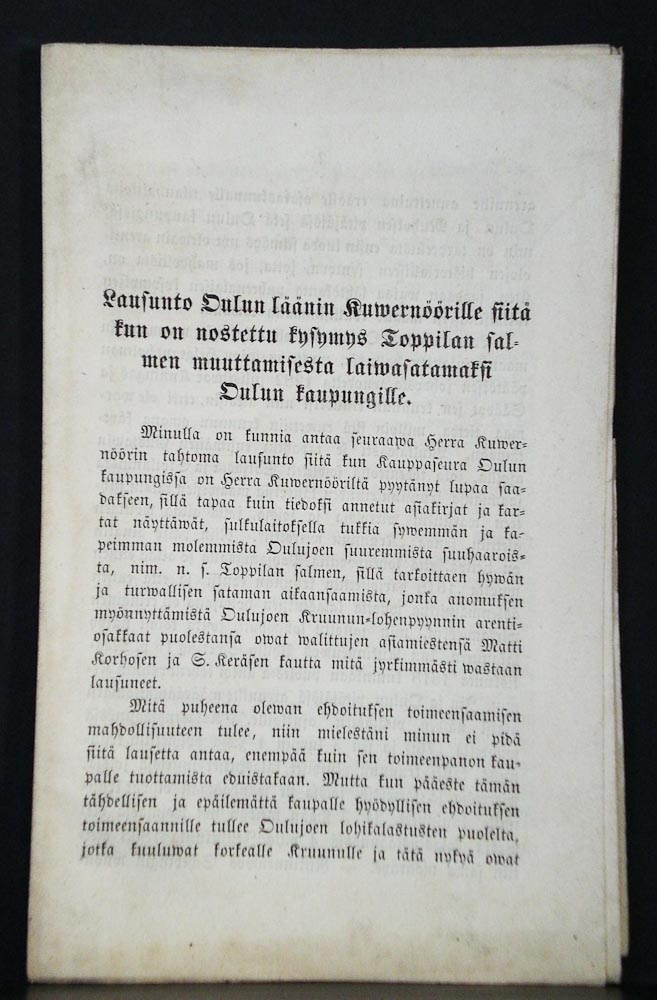 Lausunto Oulun läänin Kuwernöörille siitä
kun on nostettu kysymys Toppilan sal-
men muuttamisesta laiwasatamaksi
Oulun kaupungille.
Minulla on kunnia antaa seuraawa Herra Kuwer-
nöörin tahtoma lausunto siitä kun Kauppaseura Oulun
kaupungissa on Herra Kuwernööriltä pyytänyt lupaa saa-
dakseen, sillä tapaa kuin tiedoksi annetut asiakirjat ja kar-
tat näyttäwät, sulkulaitoksella tukkia sywemmän ja ka-
peimman molemmista Oulujoen suuremmista suuhaarois-
ta, nim. n. s. Toppilan salmen, sillä tarkoittaen hywän
ja turwallisen sataman aikaansaamista, jonka anomuksen
myönnyttämistä Oulujoen Kruunun-lohenpyynnin arenti-
osakkaat puolestansa owat walittujen asiamiestensä Matti
Korhosen ja S. Keräsen kautta mitä jyrkimmästi wastaan
lausuneet.
Mitä puheena olewan ehdoituksen toimeensaamisen
mahdollisuuteen tulee, niin mielestäni minun ei pidä
siitä lausetta antaa, enempää kuin sen toimeenpanon kau-
palle tuottamista eduistakaan. Mutta kun pääeste tämän
tähdellisen ja epäilemättä kaupalle hyödyllisen ehdoituksen
toimeensaannille tullee Oulujoen lohikalastusten puolelta,
jotka kuuluwat korkealle Kruunulle ja tätä nykyä owat